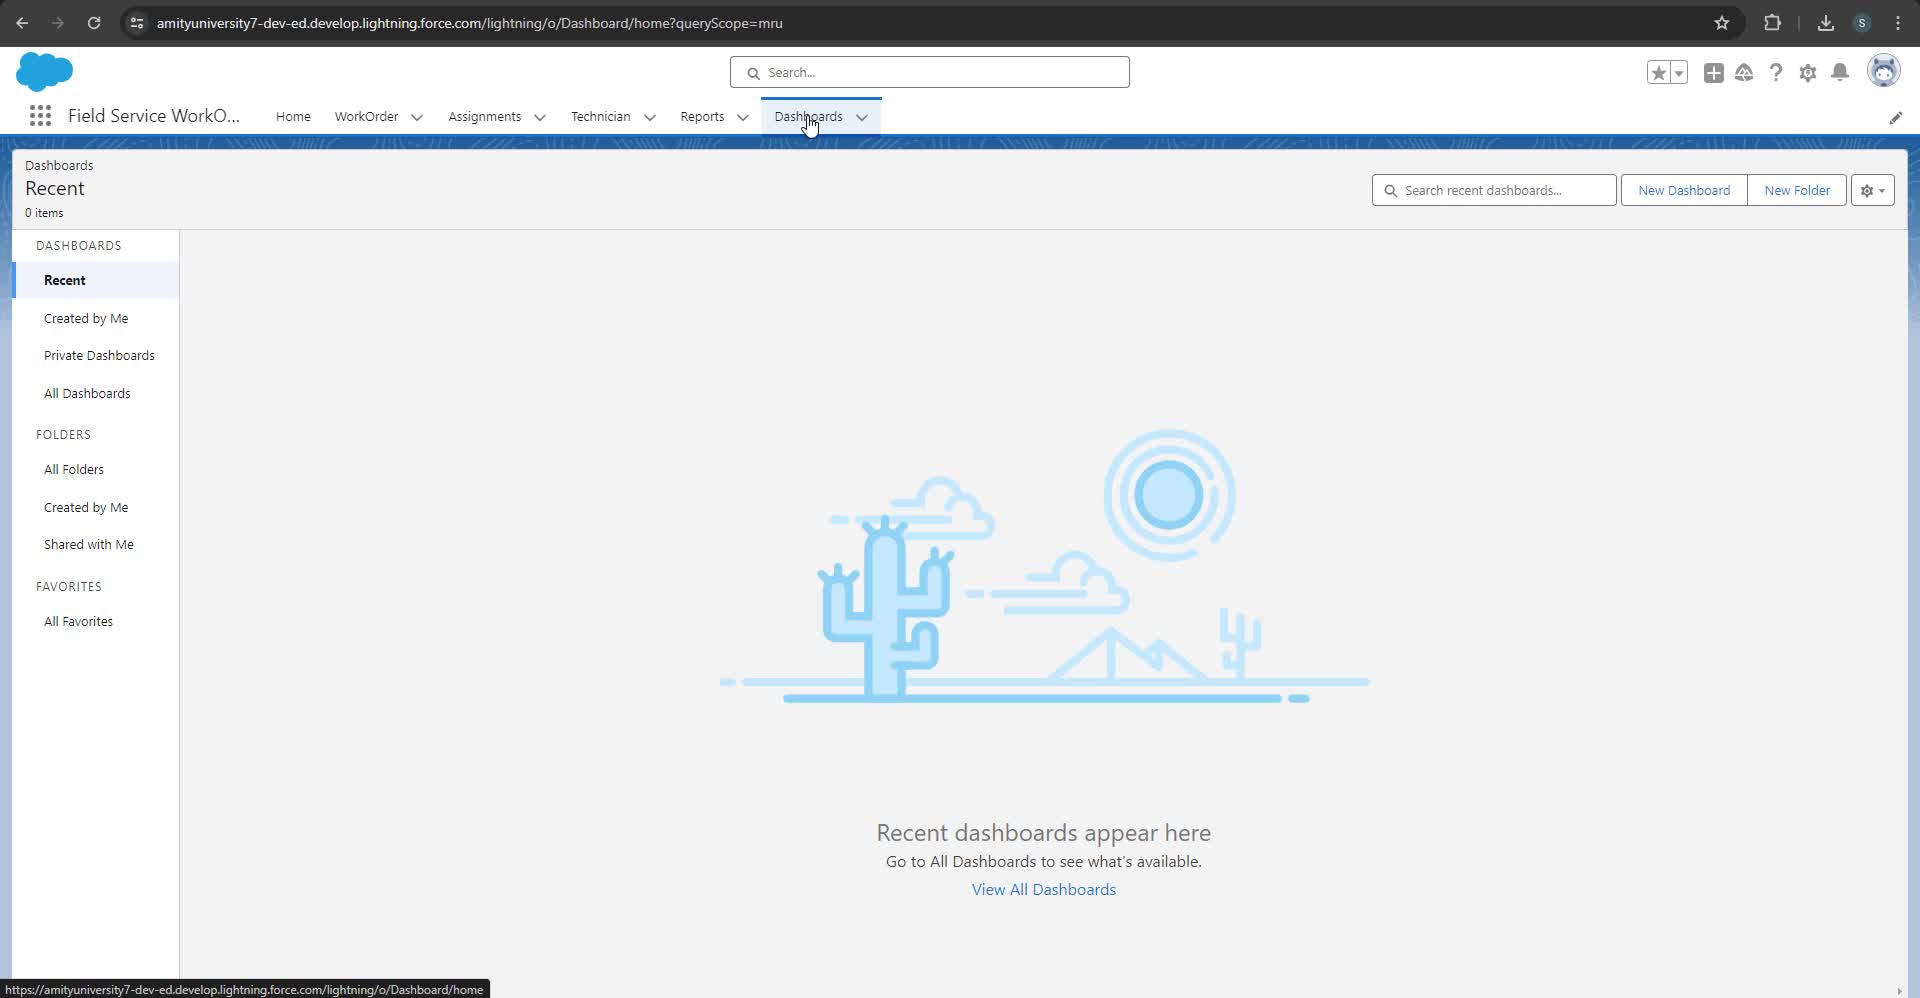 amityuniversity7-dev-ed.develop.lightning.force.com/lightning/o/Dashboard/home?queryScope=mru
S
Search...
Field Service WorkO...
Home
WorkOrder
Assignments
Technician
Reports
Dashboards
Dashboards
Recent
0 items
Search recent dashboards...
New Dashboard
New Folder
DASHBOARDS
Recent
Created by Me
Private Dashboards
All Dashboards
FOLDERS
All Folders
Created by Me
Shared with Me
FAVORITES
All Favorites
Recent dashboards appear here
Go to All Dashboards to see what's available.
View All Dashboards
https://amityuniversity7-dev-ed.develop.lightning.force.com/lightning/o/Dashboard/home